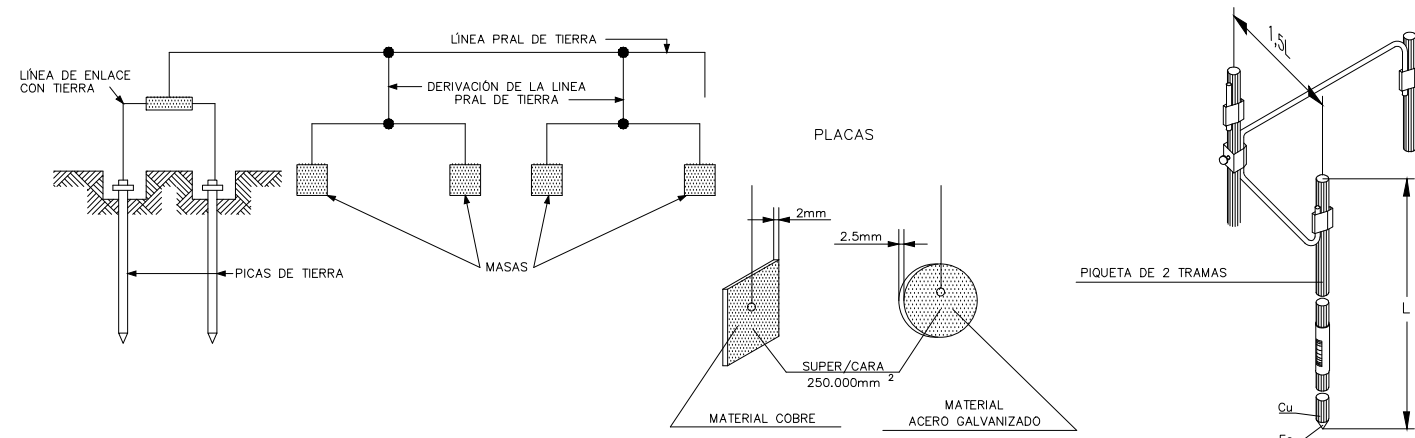 LÍNEA PRAL DE TIERRA
LÍNEA DE ENLACE
CON TIERRA
DERIVACIÓN DE LA LINEA
PRAL DE TIERRA
MASAS
PICAS DE TIERRA
PLACAS
2mm
2.5mm
SUPER/CARA
250.000mm 2
MATERIAL COBRE
MATERIAL
ACERO GALVANIZADO
1,5L
PIQUETA DE 2 TRAMAS
L
Cu